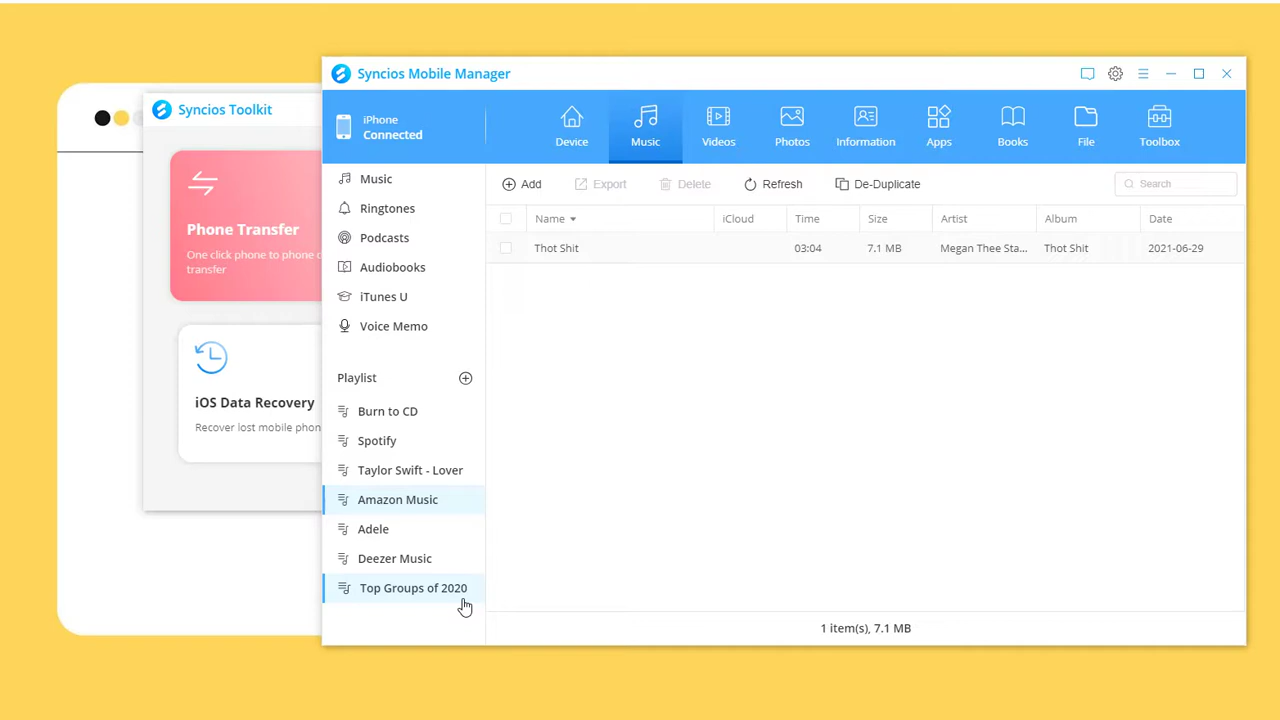 Syncios Toolkit
Phone Transfer
One click phone to phone
transfer
iOS Data Recovery
Recover lost mobile phon
Syncios Mobile Manager
iPhone
Connected
Device
Music
Videos
Photos
Information
Apps
Books
File
Toolbox
Music
Ringtones
Podcasts
Audiobooks
iTunes U
Voice Memo
Playlist
Burn to CD
Spotify
Taylor Swift - Lover
Amazon Music
Adele
Deezer Music
Top Groups of 2020
Add Export Delete Refresh De-Duplicate Search
Name iCloud Time Size Artist Album Date
Thot Shit 03:04 7.1 MB Megan Thee Sta... Thot Shit 2021-06-29
1 item(s), 7.1 MB